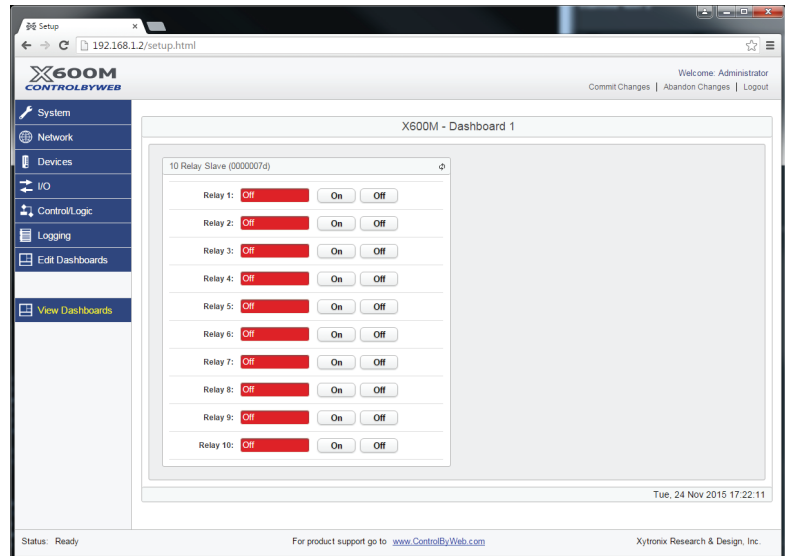 Setup
192.168.1.2/setup.html
X600M
CONTROLBYWEB
Welcome: Administrator
Commit Changes | Abandon Changes | Logout
System
Network
Devices
I/O
Control/Logic
Logging
Edit Dashboards
View Dashboards
X600M - Dashboard 1
10 Relay Slave (0000007d)
Relay 1: Off On Off
Relay 2: Off On Off
Relay 3: Off On Off
Relay 4: Off On Off
Relay 5: Off On Off
Relay 6: Off On Off
Relay 7: Off On Off
Relay 8: Off On Off
Relay 9: Off On Off
Relay 10: Off On Off
Tue, 24 Nov 2015 17:22:11
Status: Ready
For product support go to www.ControlByWeb.com
Xytronix Research & Design, Inc.